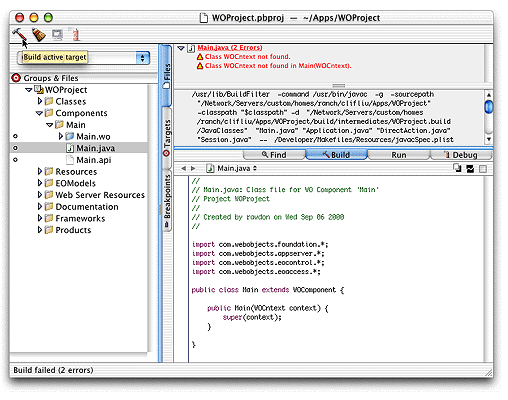 WOProject.pbproj — ~/Apps/WOProject
Build active target
Groups & Files
WOProject
Classes
Components
Main
Main.wo
Main.java
Main.api
Resources
EOModels
Web Server Resources
Documentation
Frameworks
Products
Files
Targets
Breakpoints
Main.java (2 Errors)
Class WOCntext not found.
Class WOCntext not found in Main(WOCntext).
/usr/lib/BuildFilter -command /usr/bin/javac -g -sourcepath
"/Network/Servers/custom/homes/ranch/clifliu/Apps/WOProject"
-classpath "$classpath" -d "/Network/Servers/custom/homes
/ranch/clifliu/Apps/WOProject/build/intermediates/WOProject.build
/JavaClasses" "Main.java" "Application.java" "DirectAction.java"
"Session.java" -- /Developer/Makefiles/Resources/javacSpec.plist
Find
Build
Run
Debug
Main.java
//
// Main.java: Class file for WO Component 'Main'
// Project WOProject
//
// Created by rowdon on Wed Sep 06 2000
//
import com.webobjects.foundation.*;
import com.webobjects.appserver.*;
import com.webobjects.eocontrol.*;
import com.webobjects.eoaccess.*;
public class Main extends WOComponent {
public Main(WOCntext context) {
super(context);
}
}
Build failed (2 errors)